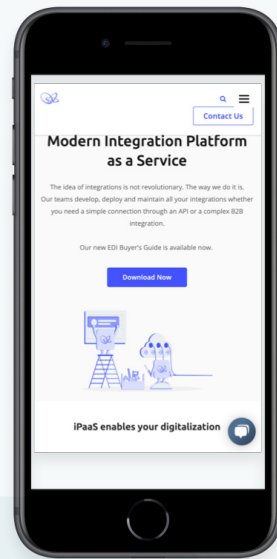 Contact Us
Modern Integration Platform
as a Service
The idea of integrations is not revolutionary. The way we do it is.
Our teams develop, deploy and maintain all your integrations whether
you need a simple connection through an API or a complex B2B
integration.
Our new EDI Buyer's Guide is available now.
Download Now
iPaaS enables your digitalization